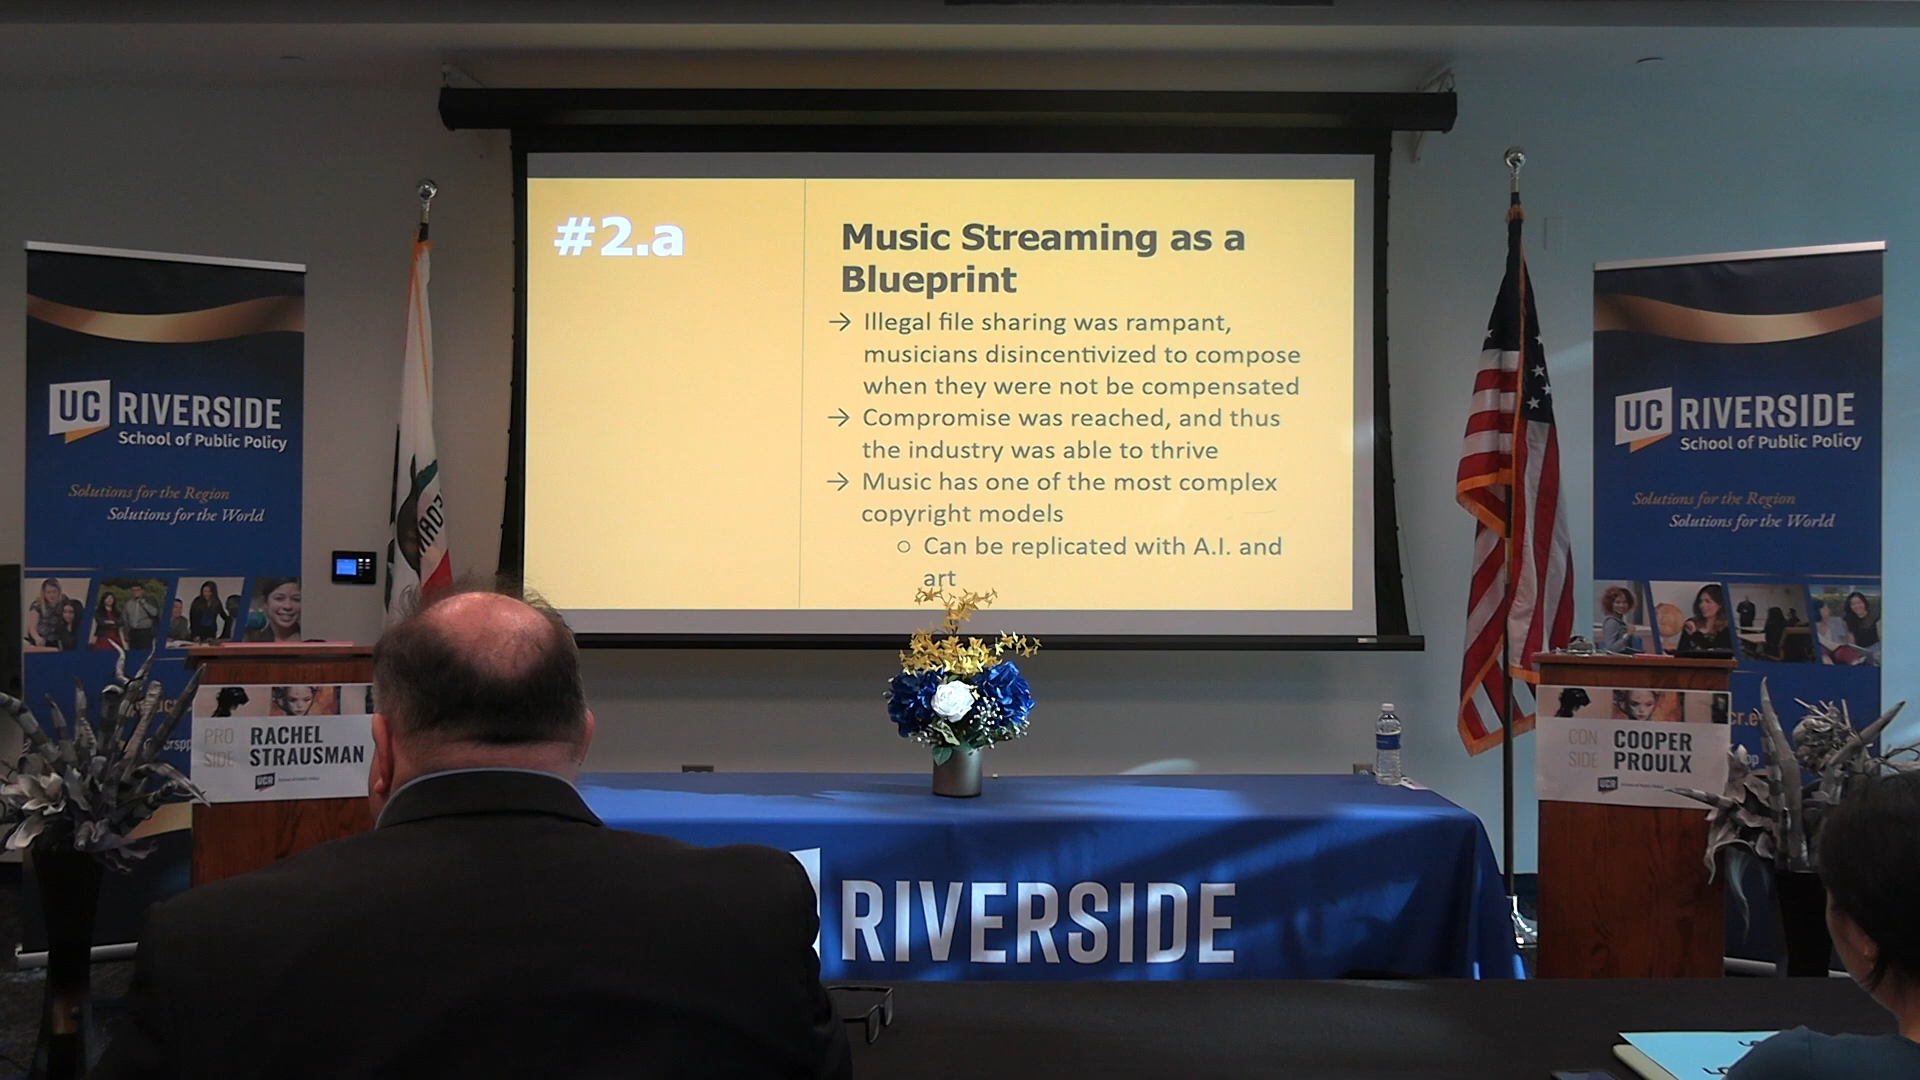 #2.a
Music Streaming as a
Blueprint
→ Illegal file sharing was rampant,
musicians disincentivized to compose
when they were not be compensated
→ Compromise was reached, and thus
the industry was able to thrive
→ Music has one of the most complex
copyright models
○ Can be replicated with A.I. and
art
UC RIVERSIDE
School of Public Policy
Solutions for the Region
Solutions for the World
UC RIVERSIDE
School of Public Policy
Solutions for the Region
Solutions for the World
PRO
SIDE
RACHEL
STRAUSMAN
UCR
CON
SIDE
COOPER
PROULX
UCR
RIVERSIDE